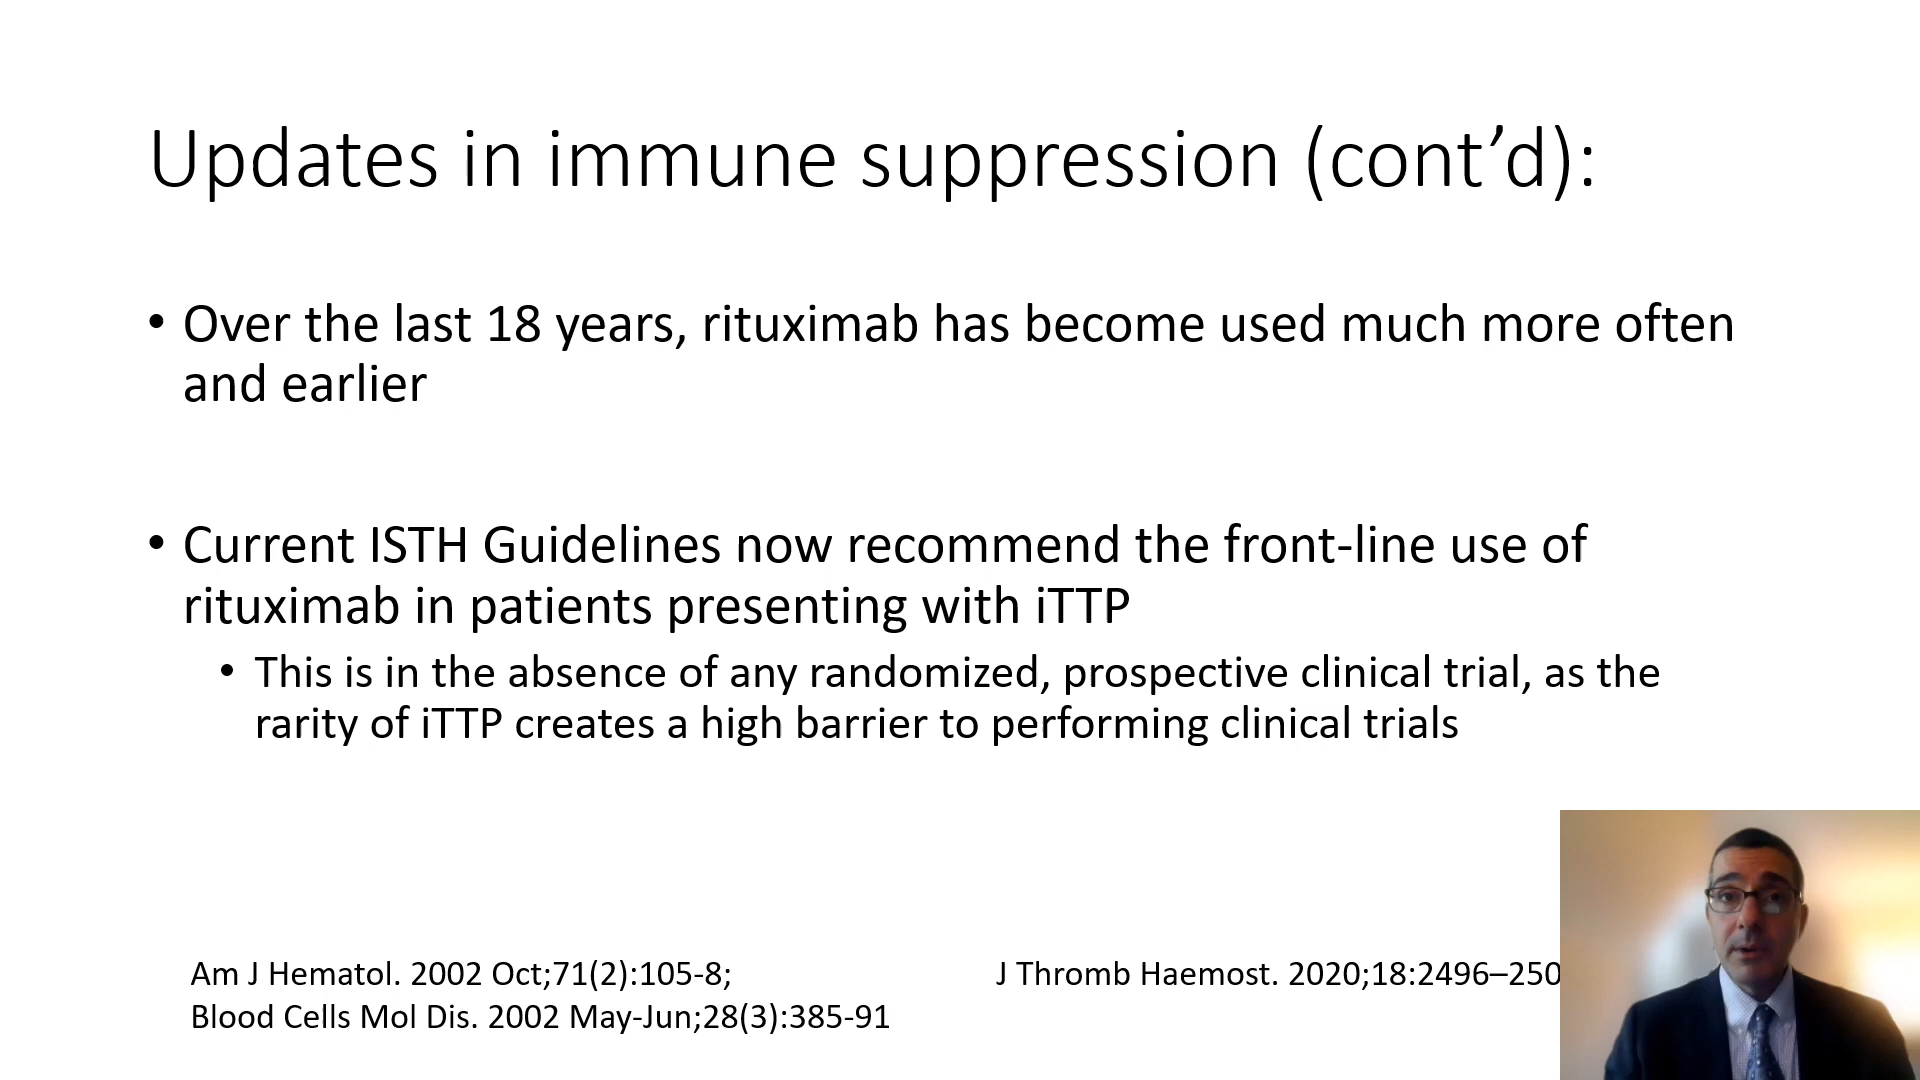 Updates in immune suppression (cont’d):
• Over the last 18 years, rituximab has become used much more often
and earlier
• Current ISTH Guidelines now recommend the front-line use of
rituximab in patients presenting with iTTP
• This is in the absence of any randomized, prospective clinical trial, as the
rarity of iTTP creates a high barrier to performing clinical trials
Am J Hematol. 2002 Oct;71(2):105-8;
Blood Cells Mol Dis. 2002 May-Jun;28(3):385-91
J Thromb Haemost. 2020;18:2496–250